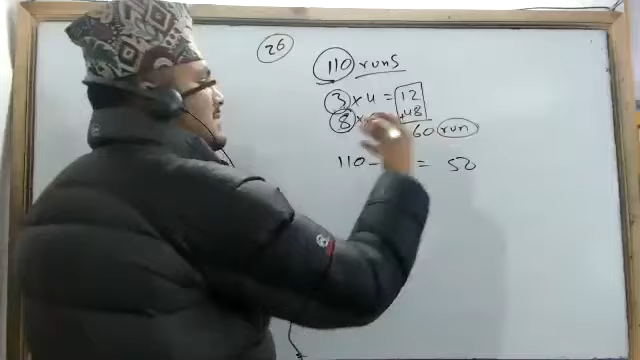 26
110 runs
3 x 4 = 12
8 x 48
60 run
110 - = 50